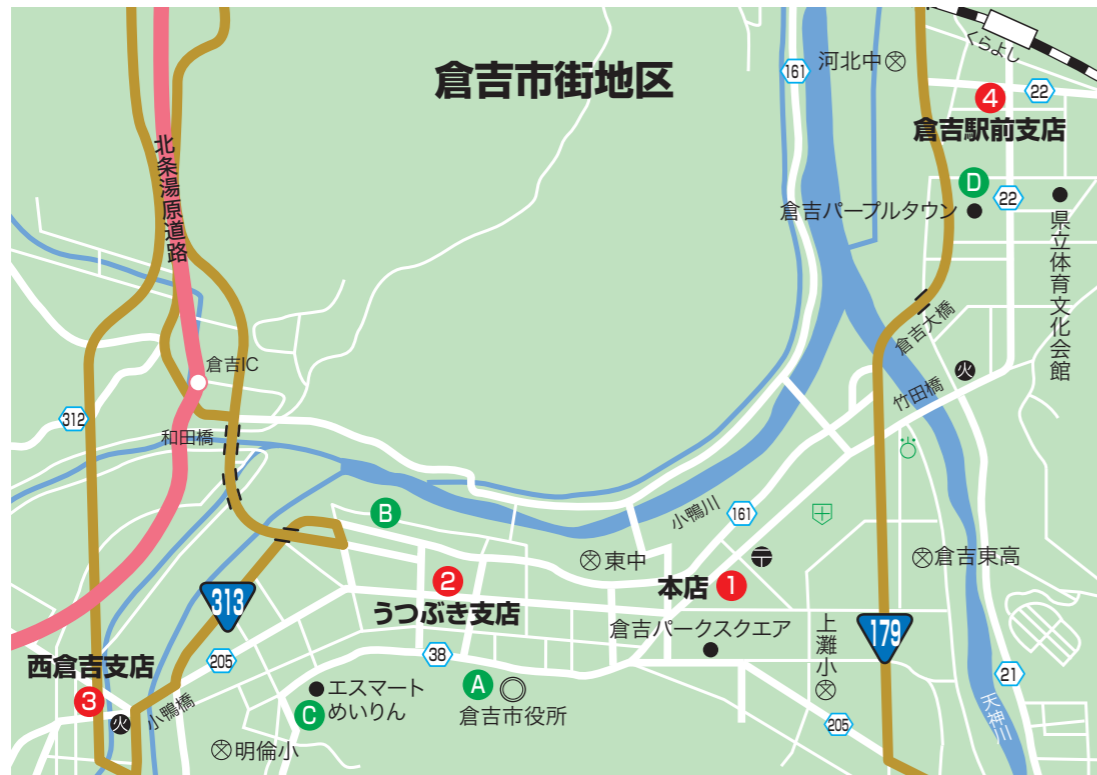 倉吉市街地区
くらよし
161
河北中
22
4
倉吉駅前支店
D
22
倉吉パープルタウン
県立体育文化会館
北条湯原道路
倉吉大橋
倉吉IC
火
竹田橋
312
和田橋
B
小鴨川
161
東中
倉吉東高
本店 1
2
うつぶき支店
313
倉吉パークスクエア
上灘小
179
38
205
西倉吉支店
3
火
小鴨橋
エスマート
めいりん
C
A
倉吉市役所
明倫小
21
天神川
205